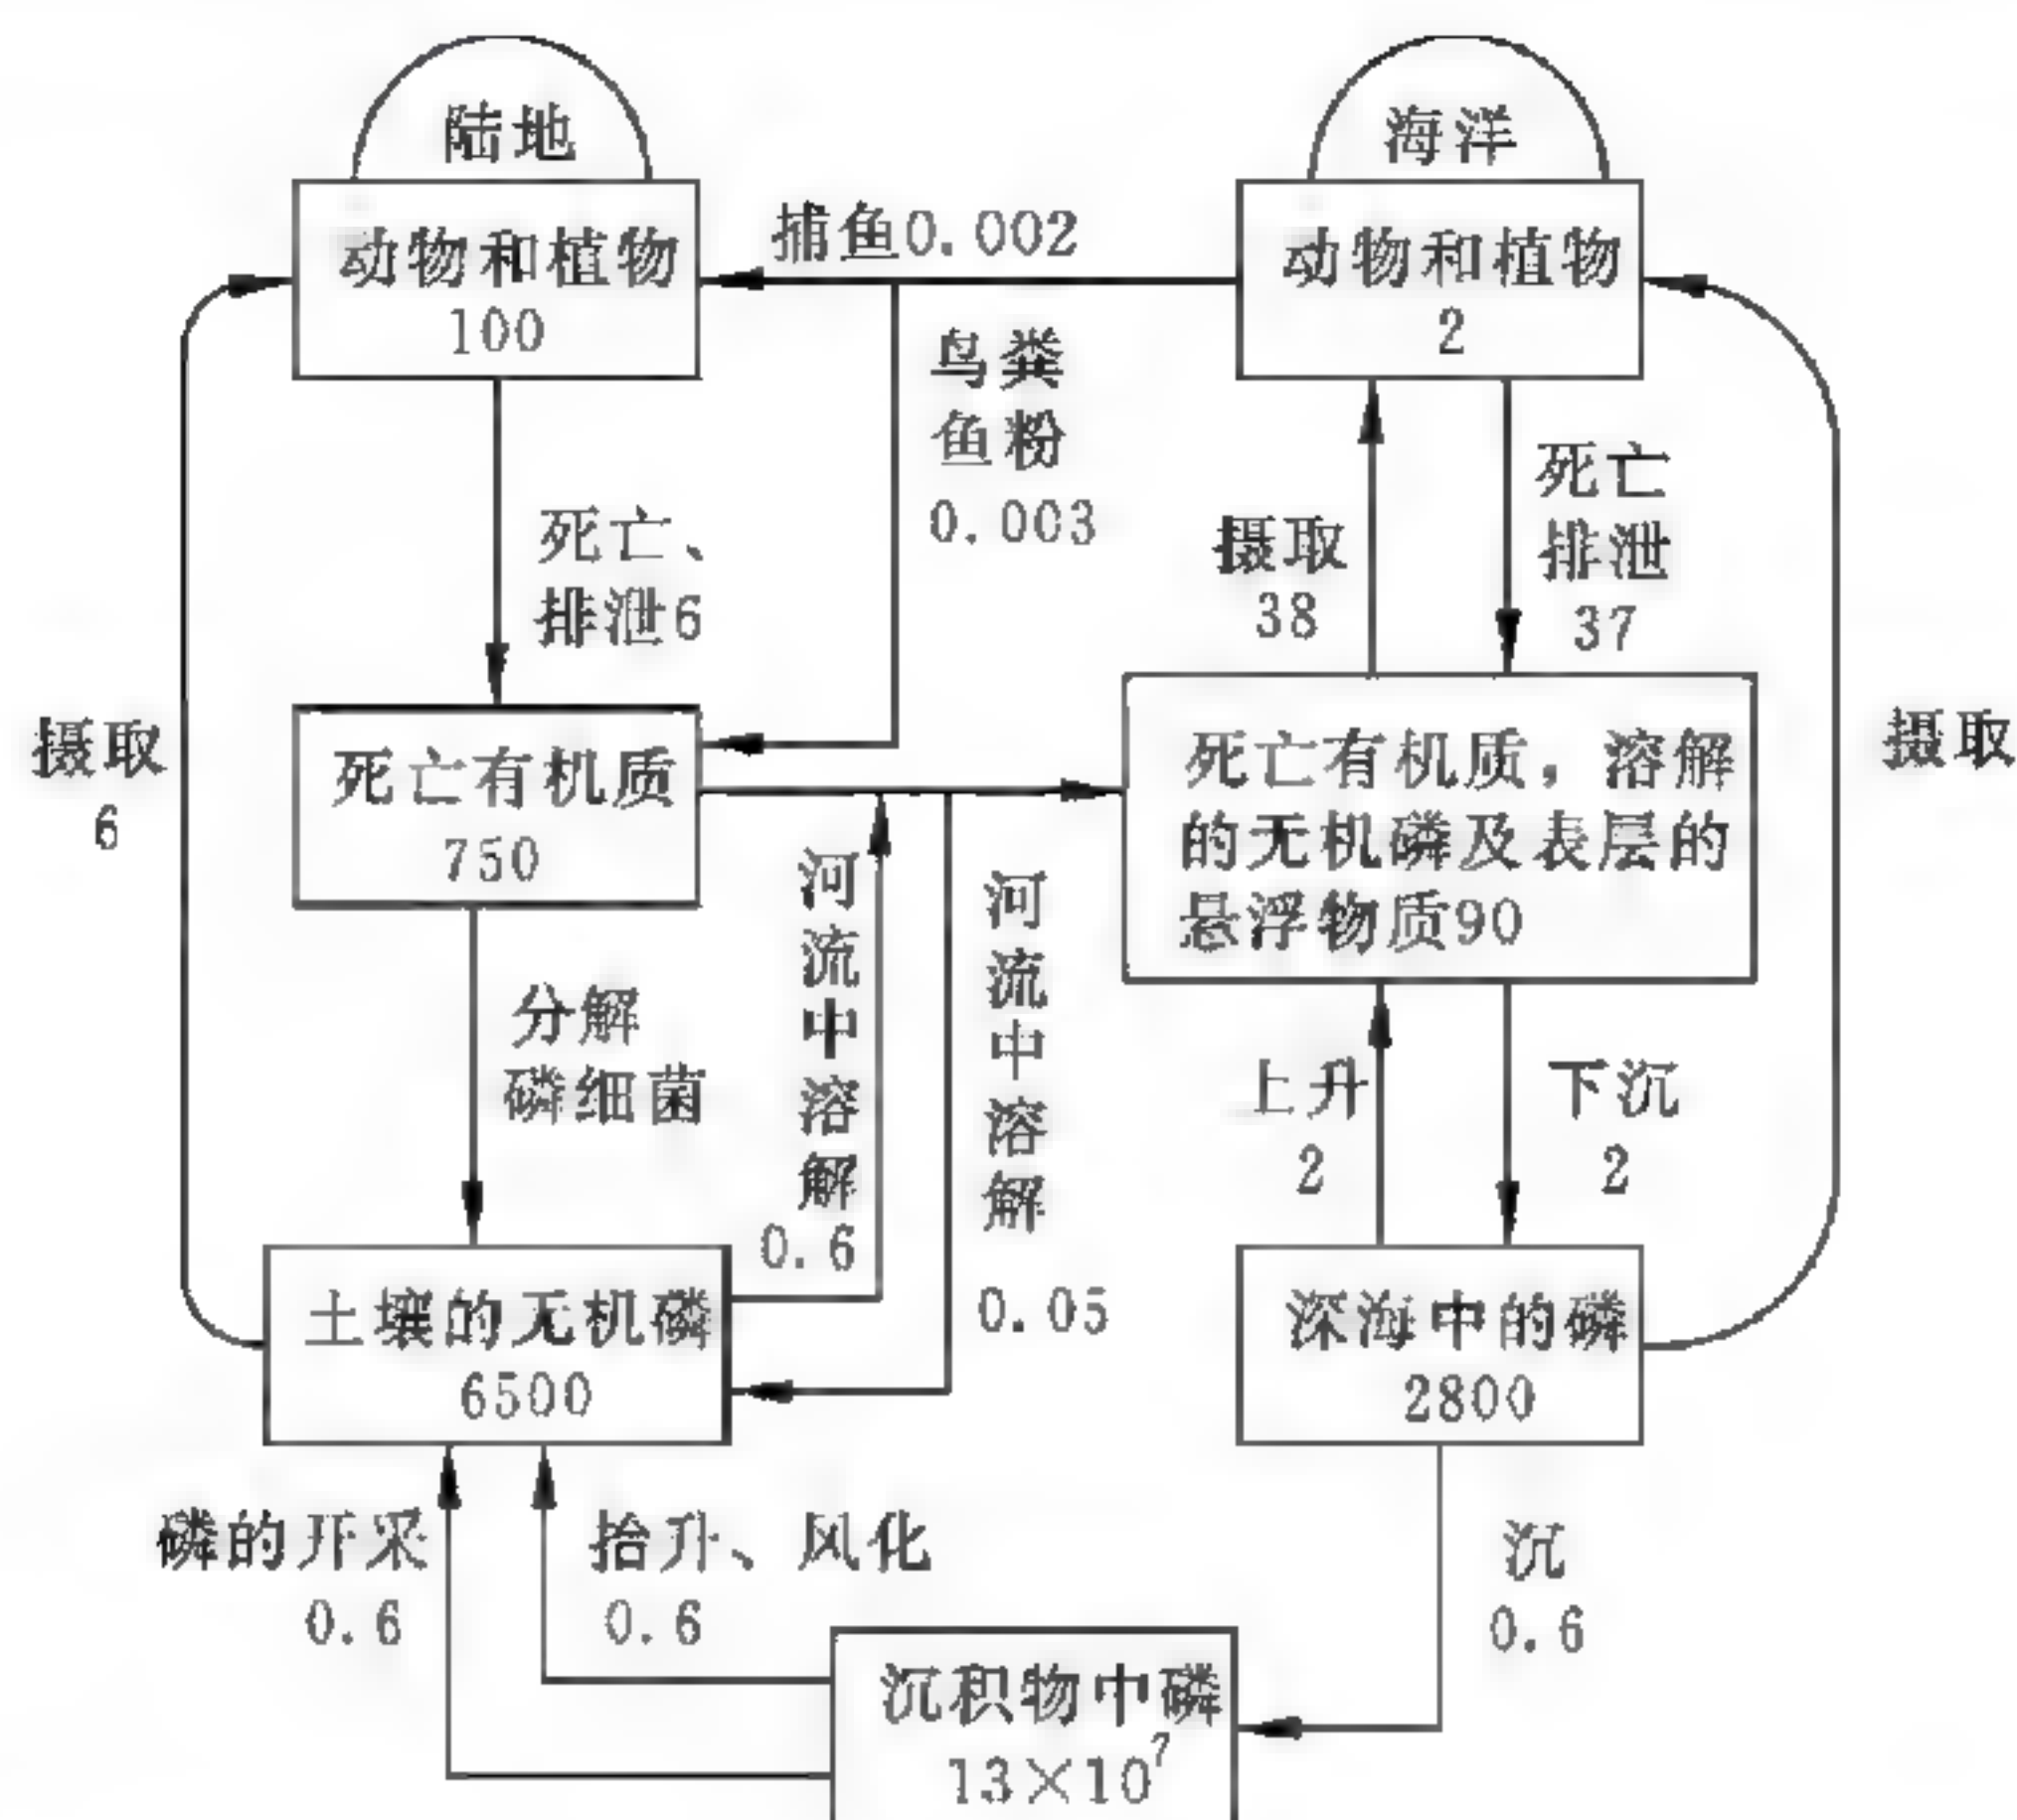 陆地
海洋
动物和植物
100
捕鱼0.002
动物和植物
2
鸟粪
鱼粉
0.003
死亡、
排泄6
摄取
38
死亡
排泄
37
摄取
6
死亡有机质
750
死亡有机质，溶解
的无机磷及表层的
悬浮物质90
摄取
分解
磷细菌
河流中溶解
0.6
河流中溶解
0.05
上升
2
下沉
2
土壤的无机磷
6500
深海中的磷
2800
磷的开采
0.6
抬升、风化
0.6
沉
0.6
沉积物中磷
13×10⁷